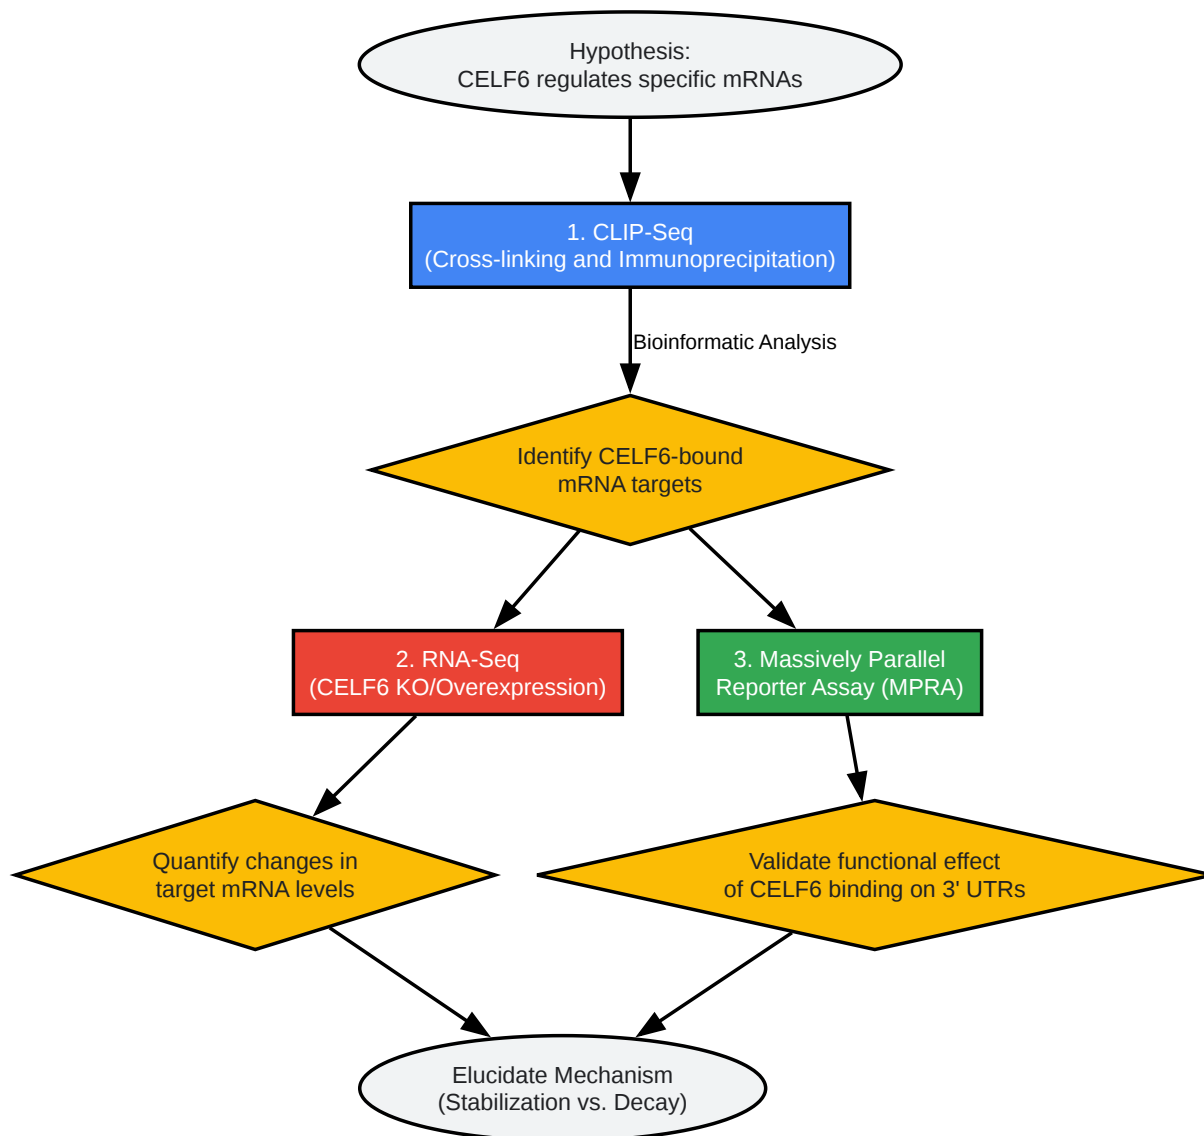 Hypothesis:
CELF6 regulates specific mRNAs
1. CLIP-Seq
(Cross-linking and Immunoprecipitation)
Bioinformatic Analysis
Identify CELF6-bound
mRNA targets
2. RNA-Seq
(CELF6 KO/Overexpression)
3. Massively Parallel
Reporter Assay (MPRA)
Quantify changes in
target mRNA levels
Validate functional effect
of CELF6 binding on 3' UTRs
Elucidate Mechanism
(Stabilization vs. Decay)